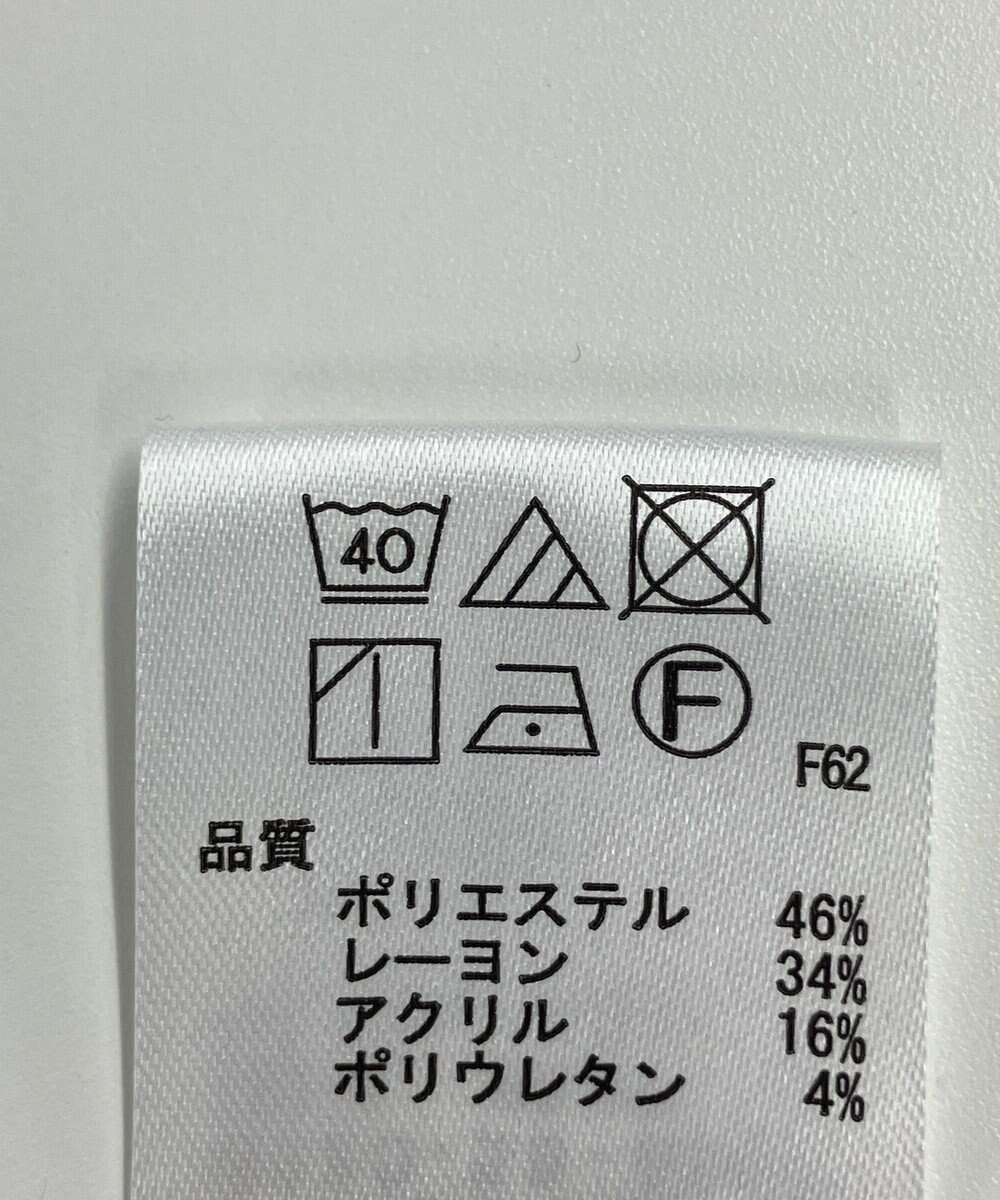 40
F
F62
品質
ポリエステル 46%
レーヨン 34%
アクリル 16%
ポリウレタン 4%